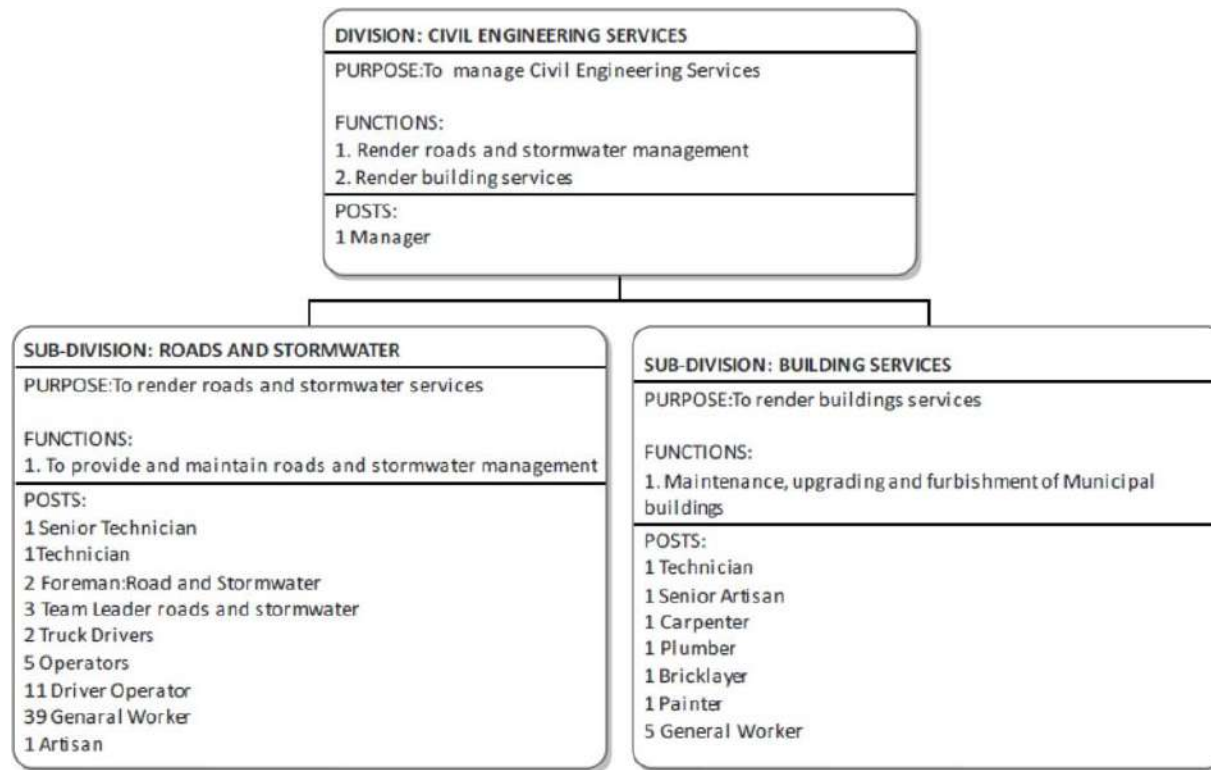 DIVISION: CIVIL ENGINEERING SERVICES
PURPOSE:To manage Civil Engineering Services
FUNCTIONS:
1. Render roads and stormwater management
2. Render building services
POSTS:
1 Manager
SUB-DIVISION: ROADS AND STORMWATER
PURPOSE:To render roads and stormwater services
FUNCTIONS:
1. To provide and maintain roads and stormwater management
POSTS:
1 Senior Technician
1Technician
2 Foreman:Road and Stormwater
3 Team Leader roads and stormwater
2 Truck Drivers
5 Operators
11 Driver Operator
39 Genaral Worker
1 Artisan
SUB-DIVISION: BUILDING SERVICES
PURPOSE:To render buildings services
FUNCTIONS:
1. Maintenance, upgrading and furbishment of Municipal
buildings
POSTS:
1 Technician
1 Senior Artisan
1 Carpenter
1 Plumber
1 Bricklayer
1 Painter
5 General Worker